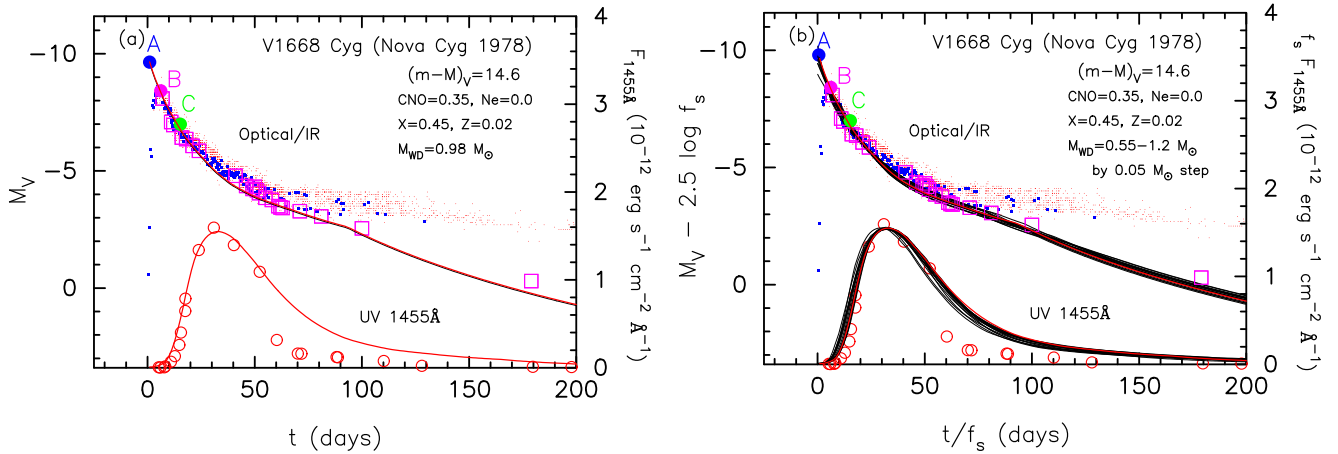 (a)
A
B
C
V1668 Cyg (Nova Cyg 1978)
(m−M)V=14.6
CNO=0.35, Ne=0.0
X=0.45, Z=0.02
MWD=0.98 M⊙
Optical/IR
UV 1455Å
−10
−5
0
MV
0
1
2
3
4
F1455Å (10−12 erg s−1 cm−2 Å−1)
0
50
100
150
200
t (days)
(b)
A
B
C
V1668 Cyg (Nova Cyg 1978)
(m−M)V=14.6
CNO=0.35, Ne=0.0
X=0.45, Z=0.02
MWD=0.55−1.2 M⊙
by 0.05 M⊙ step
Optical/IR
UV 1455Å
−10
−5
0
MV − 2.5 log fs
0
1
2
3
4
fs F1455Å (10−12 erg s−1 cm−2 Å−1)
0
50
100
150
200
t/fs (days)